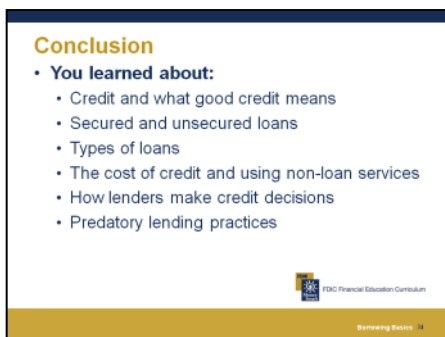 Conclusion
• You learned about:
• Credit and what good credit means
• Secured and unsecured loans
• Types of loans
• The cost of credit and using non-loan services
• How lenders make credit decisions
• Predatory lending practices
FDIC Financial Education Curriculum
Borrowing Basics